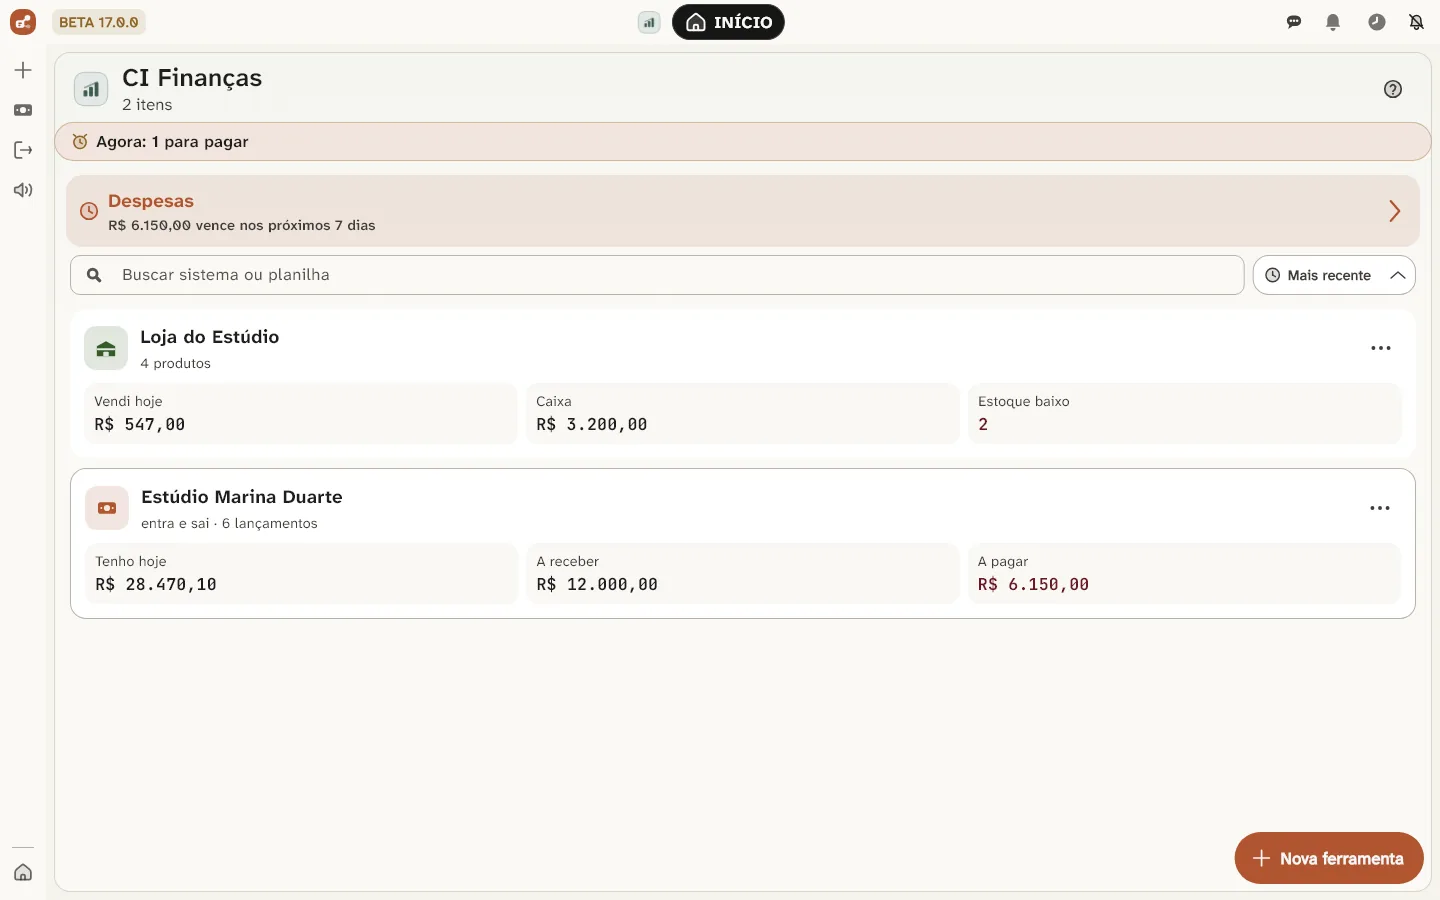 BETA 17.0.0
INÍCIO
CI Finanças
2 itens
Agora: 1 para pagar
Despesas
R$ 6.150,00 vence nos próximos 7 dias
Buscar sistema ou planilha
Mais recente
Loja do Estúdio
4 produtos
Vendi hoje
R$ 547,00
Caixa
R$ 3.200,00
Estoque baixo
2
Estúdio Marina Duarte
entra e sai · 6 lançamentos
Tenho hoje
R$ 28.470,10
A receber
R$ 12.000,00
A pagar
R$ 6.150,00
Nova ferramenta